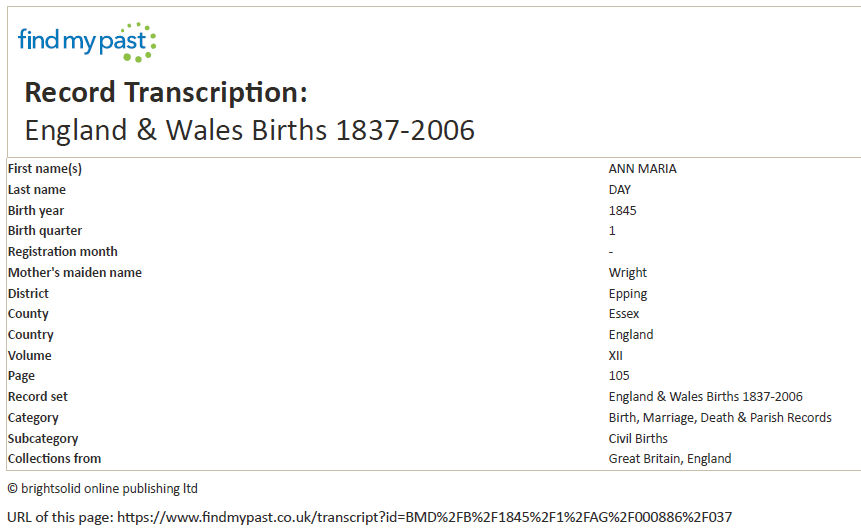 findmypast
Record Transcription:
England & Wales Births 1837-2006
First name(s) ANN MARIA
Last name DAY
Birth year 1845
Birth quarter 1
Registration month -
Mother's maiden name Wright
District Epping
County Essex
Country England
Volume XII
Page 105
Record set England & Wales Births 1837-2006
Category Birth, Marriage, Death & Parish Records
Subcategory Civil Births
Collections from Great Britain, England
© brightsolid online publishing ltd
URL of this page: https://www.findmypast.co.uk/transcript?id=BMD%2FB%2F1845%2F1%2FAG%2F000886%2F037